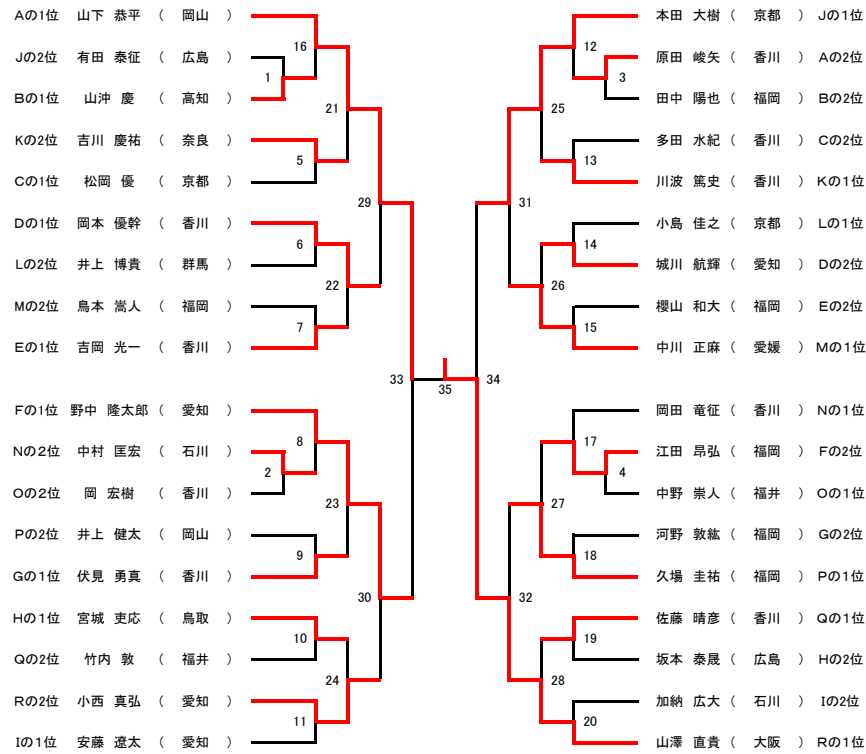 Aの1位 山下 恭平 ( 岡山 )
Jの2位 有田 泰征 ( 広島 )
Bの1位 山沖 慶 ( 高知 )
Kの2位 吉川 慶祐 ( 奈良 )
Cの1位 松岡 優 ( 京都 )
Dの1位 岡本 優幹 ( 香川 )
Lの2位 井上 博貴 ( 群馬 )
Mの2位 鳥本 嵩人 ( 福岡 )
Eの1位 吉岡 光一 ( 香川 )
Fの1位 野中 隆太郎 ( 愛知 )
Nの2位 中村 匡宏 ( 石川 )
Oの2位 岡 宏樹 ( 香川 )
Pの2位 井上 健太 ( 岡山 )
Gの1位 伏見 勇真 ( 香川 )
Hの1位 宮城 吏応 ( 鳥取 )
Qの2位 竹内 敦 ( 福井 )
Rの2位 小西 真弘 ( 愛知 )
Iの1位 安藤 遼太 ( 愛知 )
16
1
21
5
29
6
22
7
33
8
2
23
9
30
10
24
11
35
34
12
3
25
13
31
14
26
15
17
4
27
18
32
19
28
20
本田 大樹 ( 京都 ) Jの1位
原田 峻矢 ( 香川 ) Aの2位
田中 陽也 ( 福岡 ) Bの2位
多田 水紀 ( 香川 ) Cの2位
川波 篤史 ( 香川 ) Kの1位
小島 佳之 ( 京都 ) Lの1位
城川 航輝 ( 愛知 ) Dの2位
櫻山 和大 ( 福岡 ) Eの2位
中川 正麻 ( 愛媛 ) Mの1位
岡田 竜征 ( 香川 ) Nの1位
江田 昂弘 ( 福岡 ) Fの2位
中野 崇人 ( 福井 ) Oの1位
河野 敦紘 ( 福岡 ) Gの2位
久場 圭祐 ( 福岡 ) Pの1位
佐藤 晴彦 ( 香川 ) Qの1位
坂本 泰晟 ( 広島 ) Hの2位
加納 広大 ( 石川 ) Iの2位
山澤 直貴 ( 大阪 ) Rの1位